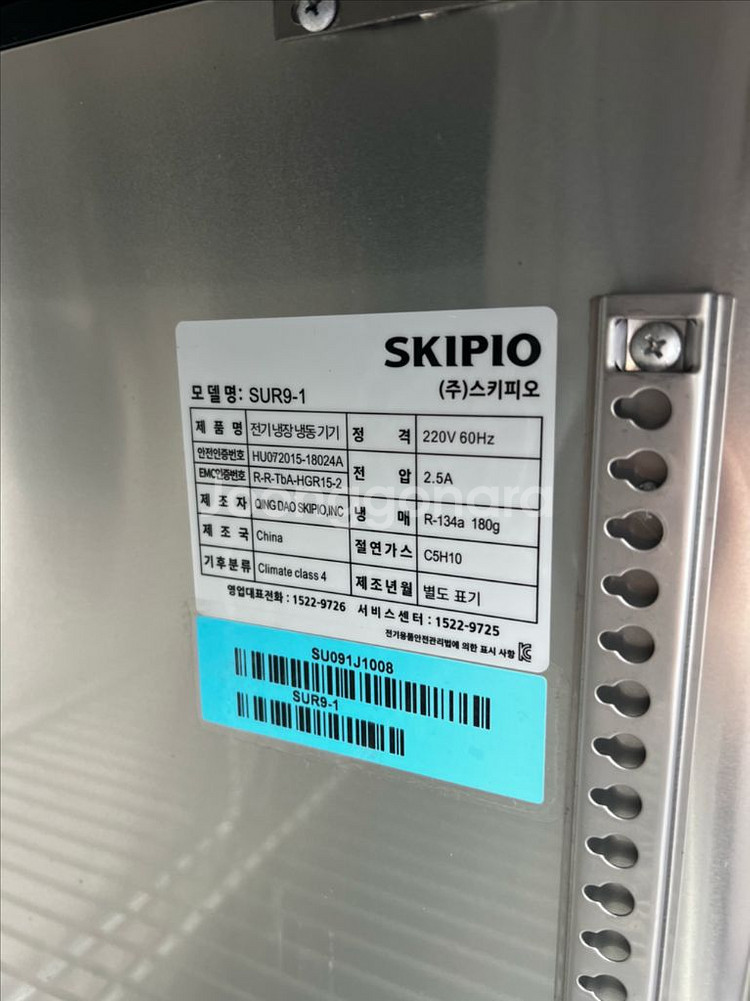 SKIPIO
(주)스키피오
모델명: SUR9-1
제품명 전기 냉장 냉동 기기 정격 220V 60Hz
안전인증번호 HU072015-18024A 전압 2.5A
EMC인증번호 R-R-TbA-HGR15-2
제조자 QING DAO SKIPIO,INC 냉매 R-134a 180g
제조국 China 절연가스 C5H10
기후분류 Climate class 4 제조년월 별도 표기
영업대표전화 : 1522-9726 서비스센터 : 1522-9725
전기용품안전관리법에 의한 표시 사항
SU091J1008
SUR9-1
joonggonara